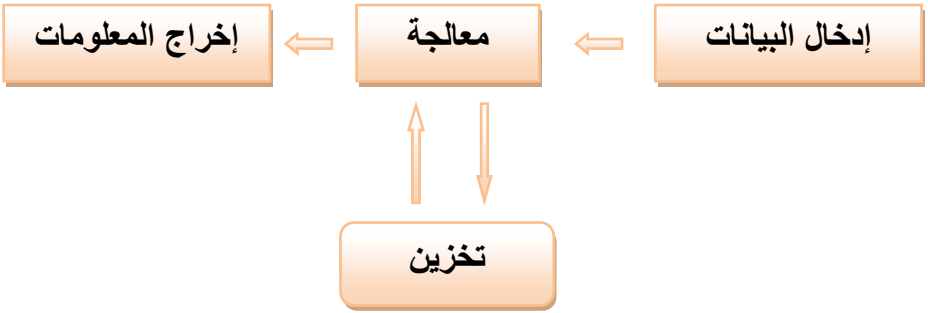 إدخال البيانات
معالجة
إخراج المعلومات
تخزين